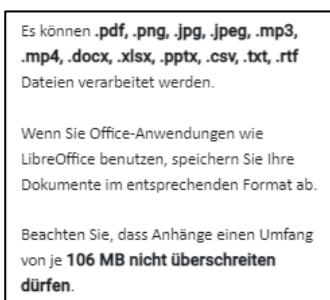 Es können .pdf, .png, .jpg, .jpeg, .mp3,
.mp4, .docx, .xlsx, .pptx, .csv, .txt, .rtf
Dateien verarbeitet werden.
Wenn Sie Office-Anwendungen wie
LibreOffice benutzen, speichern Sie Ihre
Dokumente im entsprechenden Format ab.
Beachten Sie, dass Anhänge einen Umfang
von je 106 MB nicht überschreiten
dürfen.